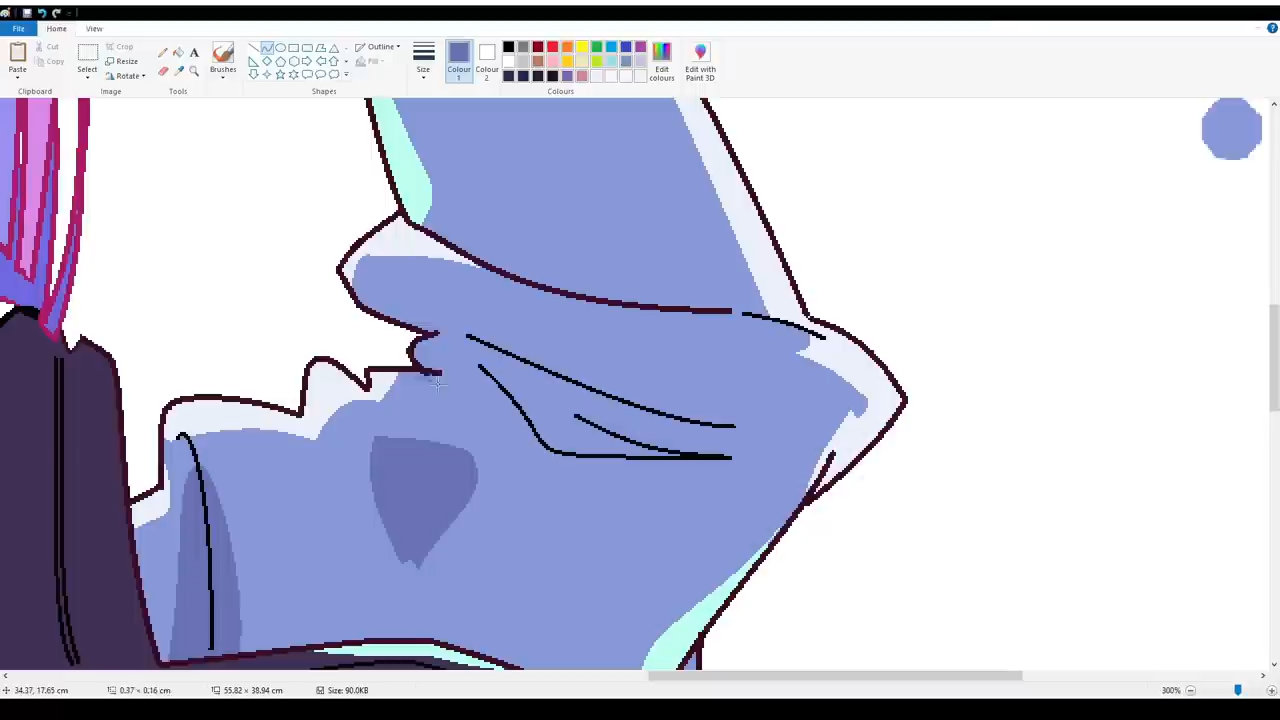 File Home View
Paste Cut Copy Select Crop Resize Rotate A Brushes Outline Fill Size Colour 1 Colour 2 Edit colours Edit with Paint 3D
Clipboard Image Tools Shapes Colours
34.37, 17.65 cm 0.37 × 0.16 cm 55.82 × 38.94 cm Size: 90.0KB 300%